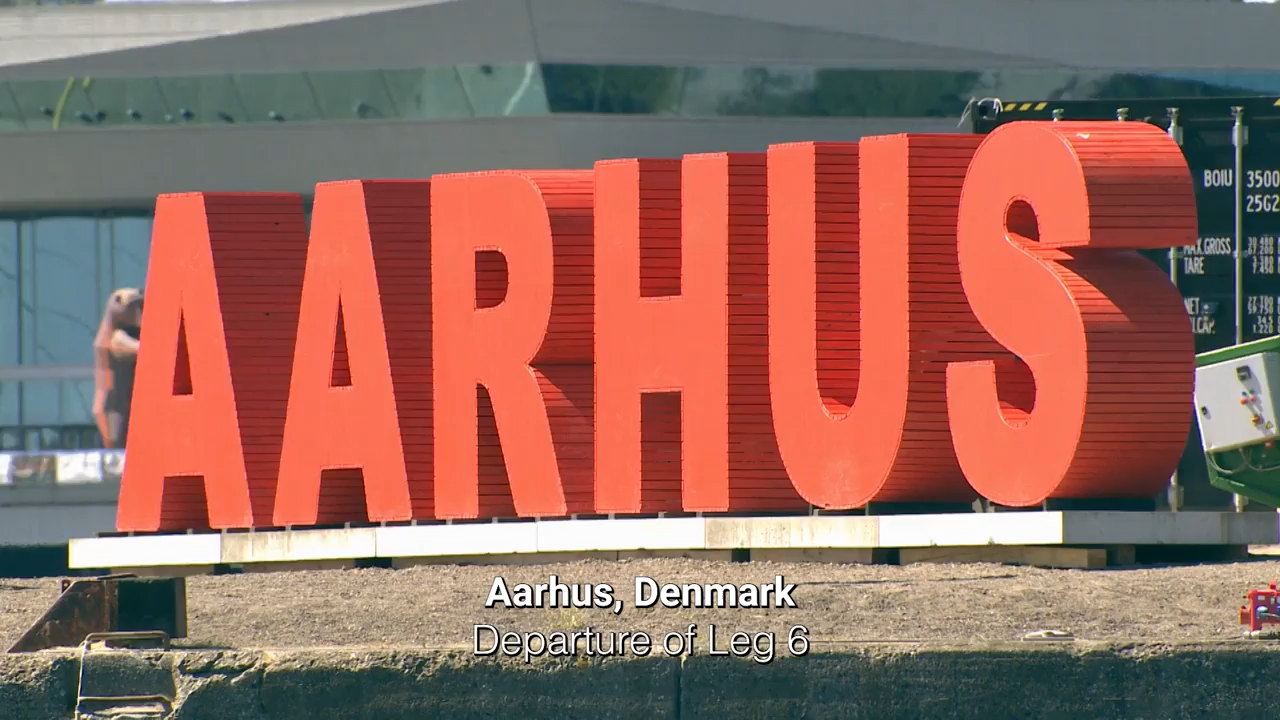 AARHUS
BOIU 3500
25G2
MAX.GROSS
TARE
NET
Aarhus, Denmark
Departure of Leg 6